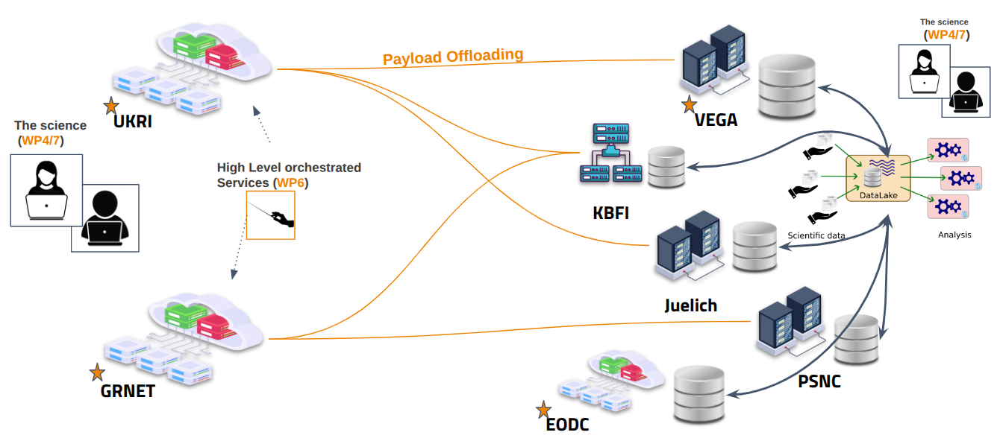 The science
(WP4/7)
Payload Offloading
UKRI
VEGA
The science
(WP4/7)
High Level orchestrated
Services (WP6)
KBFI
DataLake
Scientific data
Analysis
Juelich
GRNET
PSNC
EODC